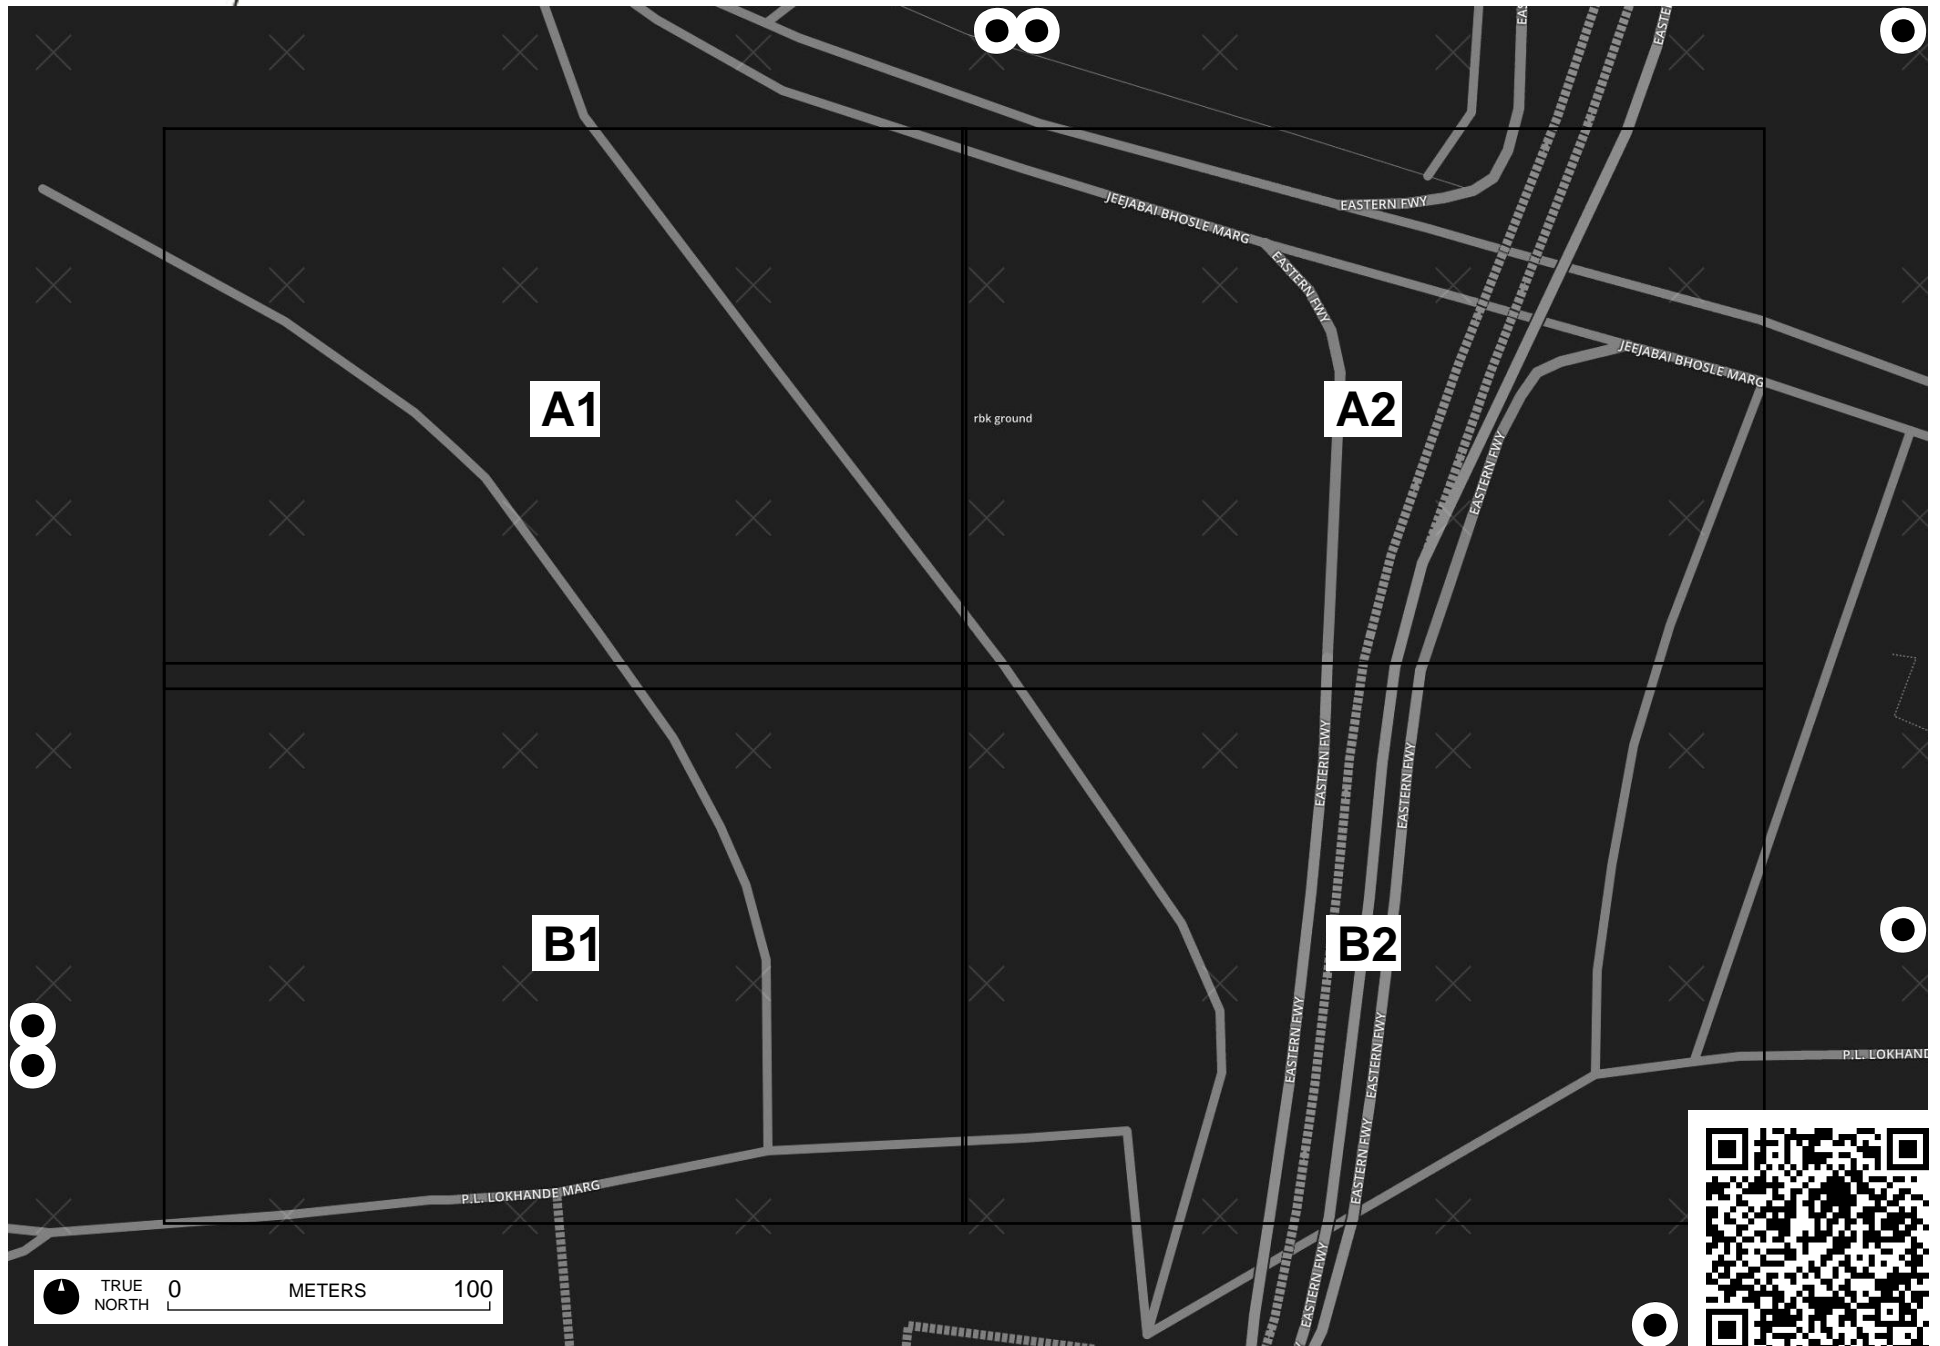 EAS
EASTE
JEEJABAI BHOSLE MARG
EASTERN FWY
EASTERN FWY
JEEJABAI BHOSLE MARG
A1
rbk ground
A2
EASTERN FWY
EASTERN FWY
EASTERN FWY
B1
B2
EASTERN FWY
EASTERN FWY
P.L. LOKHAND
EASTERN FWY
P.L. LOKHANDE MARG
EASTERN FWY
TRUE
NORTH
0 METERS 100